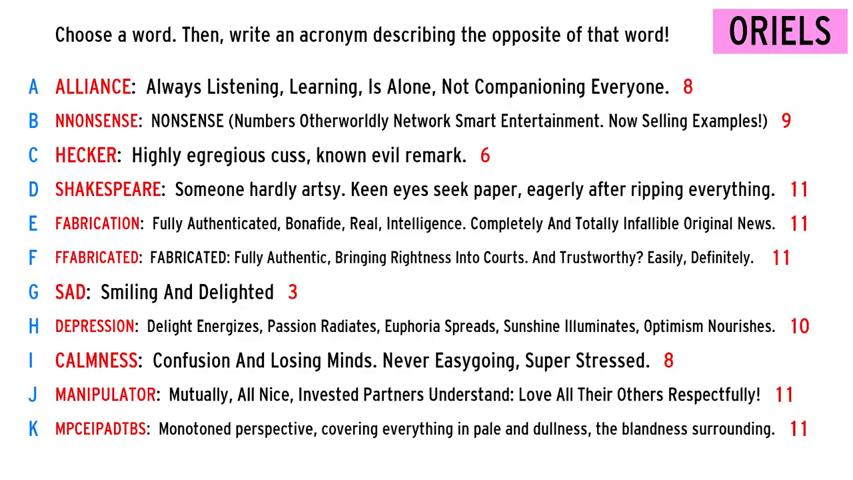 Choose a word. Then, write an acronym describing the opposite of that word!
ORIELS
A ALLIANCE: Always Listening, Learning, Is Alone, Not Companioning Everyone. 8
B NNONSENSE: NONSENSE (Numbers Otherworldly Network Smart Entertainment. Now Selling Examples!) 9
C HECKER: Highly egregious cuss, known evil remark. 6
D SHAKESPEARE: Someone hardly artsy. Keen eyes seek paper, eagerly after ripping everything. 11
E FABRICATION: Fully Authenticated, Bonafide, Real, Intelligence. Completely And Totally Infallible Original News. 11
F FFABRICATED: FABRICATED: Fully Authentic, Bringing Rightness Into Courts. And Trustworthy? Easily, Definitely. 11
G SAD: Smiling And Delighted 3
H DEPRESSION: Delight Energizes, Passion Radiates, Euphoria Spreads, Sunshine Illuminates, Optimism Nourishes. 10
I CALMNESS: Confusion And Losing Minds. Never Easygoing, Super Stressed. 8
J MANIPULATOR: Mutually, All Nice, Invested Partners Understand: Love All Their Others Respectfully! 11
K MPCEIPADTBS: Monotoned perspective, covering everything in pale and dullness, the blandness surrounding. 11